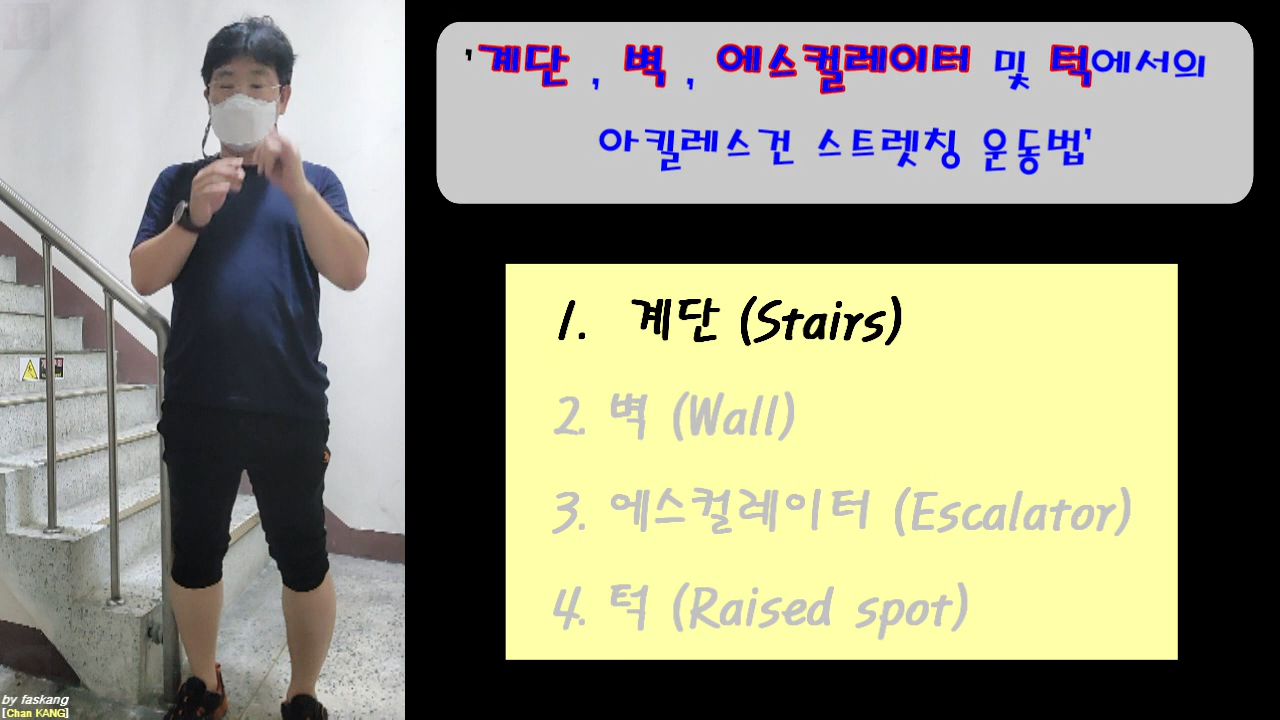 '계단 , 벽 , 에스컬레이터 및 턱에서의
아킬레스건 스트렛칭 운동법'
1. 계단 (Stairs)
2. 벽 (Wall)
3. 에스컬레이터 (Escalator)
4. 턱 (Raised spot)
by faskang
[Chan KANG]